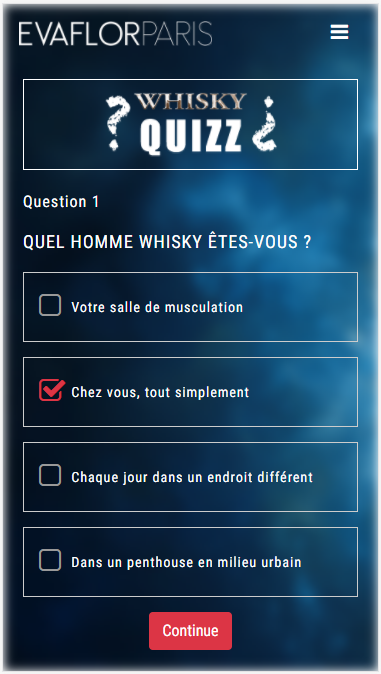 EVAFLORPARIS
WHISKY
QUIZZ
Question 1
QUEL HOMME WHISKY ÊTES-VOUS ?
Votre salle de musculation
Chez vous, tout simplement
Chaque jour dans un endroit différent
Dans un penthouse en milieu urbain
Continue